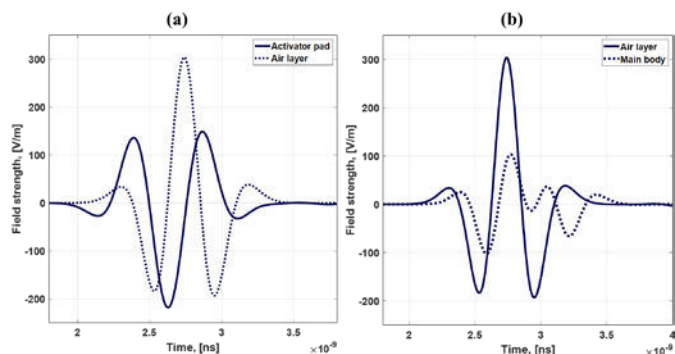 (a)
Activator pad
Air layer
300
200
100
0
-100
-200
Field strength, [V/m]
2
2.5
3
3.5
Time, [ns]
×10⁻⁹
(b)
Air layer
Main body
300
200
100
0
-100
-200
Field strength, [V/m]
2
2.5
3
3.5
4
Time, [ns]
×10⁻⁹